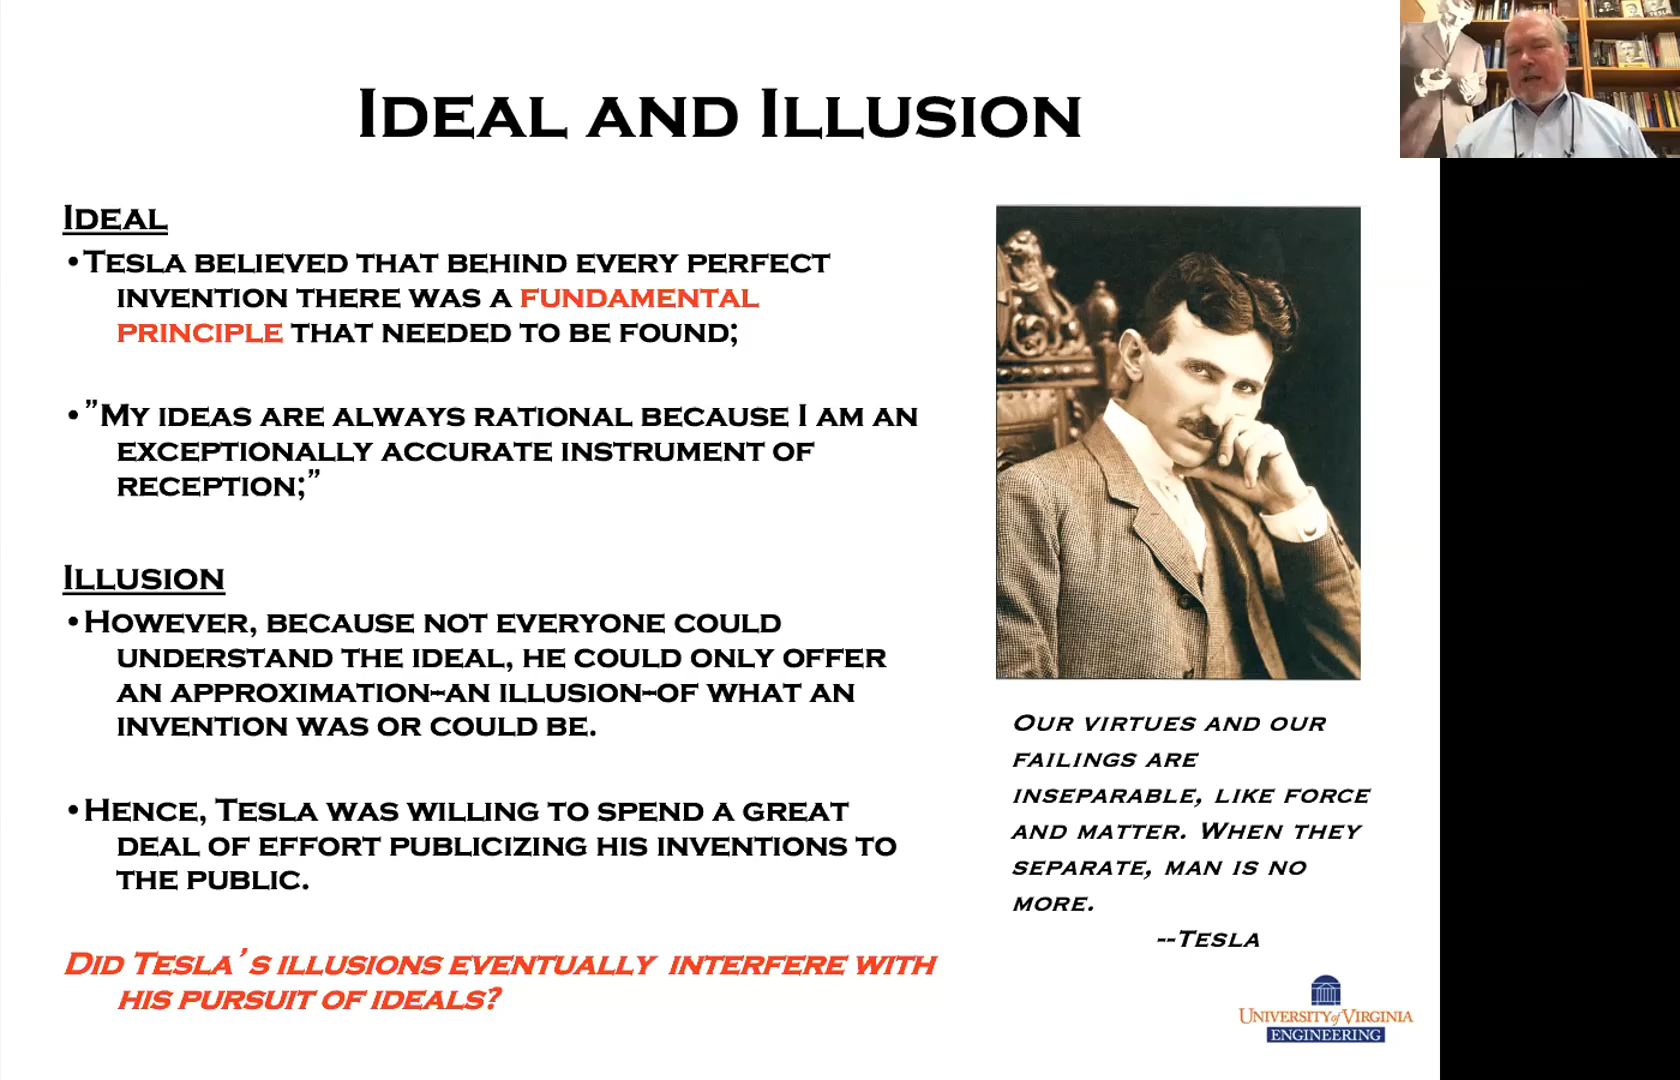 IDEAL AND ILLUSION
IDEAL
•TESLA BELIEVED THAT BEHIND EVERY PERFECT
INVENTION THERE WAS A FUNDAMENTAL
PRINCIPLE THAT NEEDED TO BE FOUND;
•”MY IDEAS ARE ALWAYS RATIONAL BECAUSE I AM AN
EXCEPTIONALLY ACCURATE INSTRUMENT OF
RECEPTION;”
ILLUSION
•HOWEVER, BECAUSE NOT EVERYONE COULD
UNDERSTAND THE IDEAL, HE COULD ONLY OFFER
AN APPROXIMATION--AN ILLUSION--OF WHAT AN
INVENTION WAS OR COULD BE.
•HENCE, TESLA WAS WILLING TO SPEND A GREAT
DEAL OF EFFORT PUBLICIZING HIS INVENTIONS TO
THE PUBLIC.
DID TESLA’S ILLUSIONS EVENTUALLY INTERFERE WITH
HIS PURSUIT OF IDEALS?
OUR VIRTUES AND OUR
FAILINGS ARE
INSEPARABLE, LIKE FORCE
AND MATTER. WHEN THEY
SEPARATE, MAN IS NO
MORE.
--TESLA
UNIVERSITY of VIRGINIA
ENGINEERING
TESLA